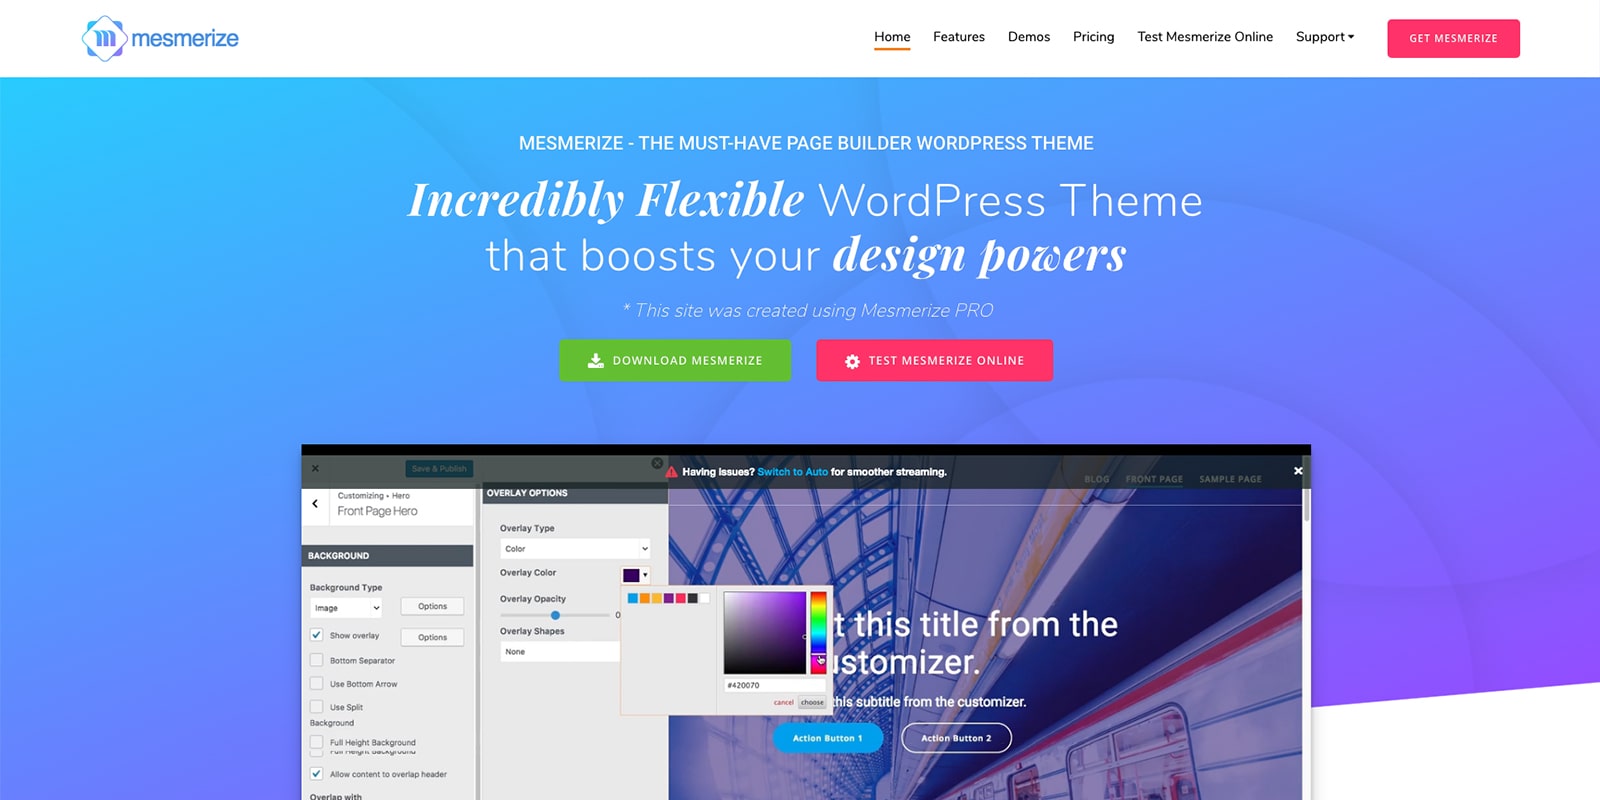 mesmerize
Home Features Demos Pricing Test Mesmerize Online Support
GET MESMERIZE
MESMERIZE - THE MUST-HAVE PAGE BUILDER WORDPRESS THEME
Incredibly Flexible WordPress Theme
that boosts your design powers
* This site was created using Mesmerize PRO
DOWNLOAD MESMERIZE
TEST MESMERIZE ONLINE
Save & Publish
Having issues? Switch to Auto for smoother streaming.
BLOG FRONT PAGE SAMPLE PAGE
Customizing • Hero
Front Page Hero
BACKGROUND
Background Type
Image
Options
Show overlay
Options
Bottom Separator
Use Bottom Arrow
Use Split
Background
Full Height Background
Full Height Background
Allow content to overlap header
Overlap with
OVERLAY OPTIONS
Overlay Type
Color
Overlay Color
Overlay Opacity
0
Overlay Shapes
None
#420070
cancel choose
t this title from the
ustomizer.
this subtitle from the customizer.
Action Button 1
Action Button 2